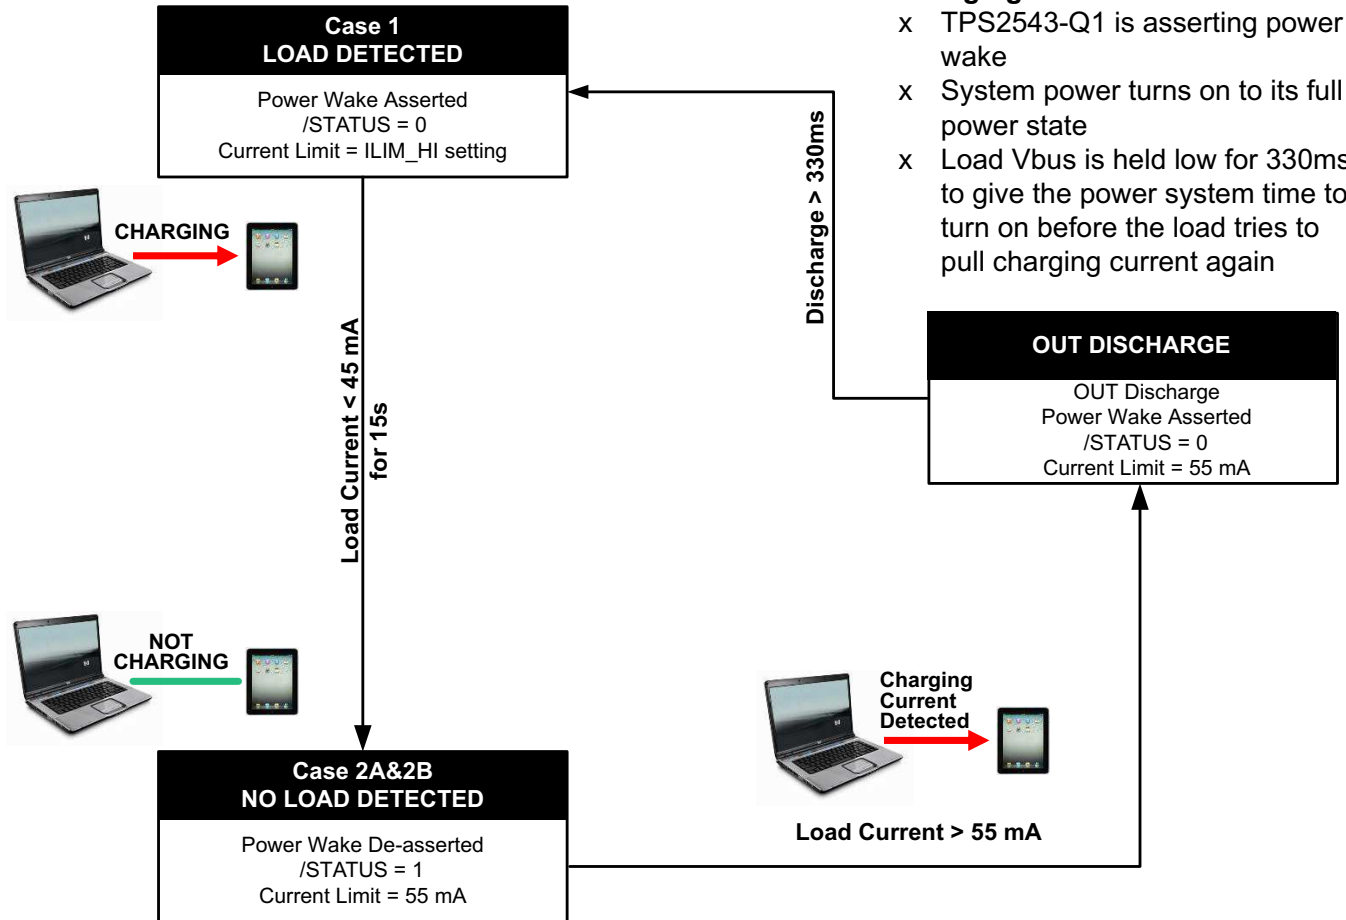 Case 1
LOAD DETECTED
Power Wake Asserted
/STATUS = 0
Current Limit = ILIM_HI setting
x TPS2543-Q1 is asserting power
wake
x System power turns on to its full
power state
x Load Vbus is held low for 330ms
to give the power system time to
turn on before the load tries to
pull charging current again
CHARGING
Discharge > 330ms
Load Current < 45 mA
for 15s
OUT DISCHARGE
OUT Discharge
Power Wake Asserted
/STATUS = 0
Current Limit = 55 mA
NOT
CHARGING
Charging
Current
Detected
Load Current > 55 mA
Case 2A&2B
NO LOAD DETECTED
Power Wake De-asserted
/STATUS = 1
Current Limit = 55 mA